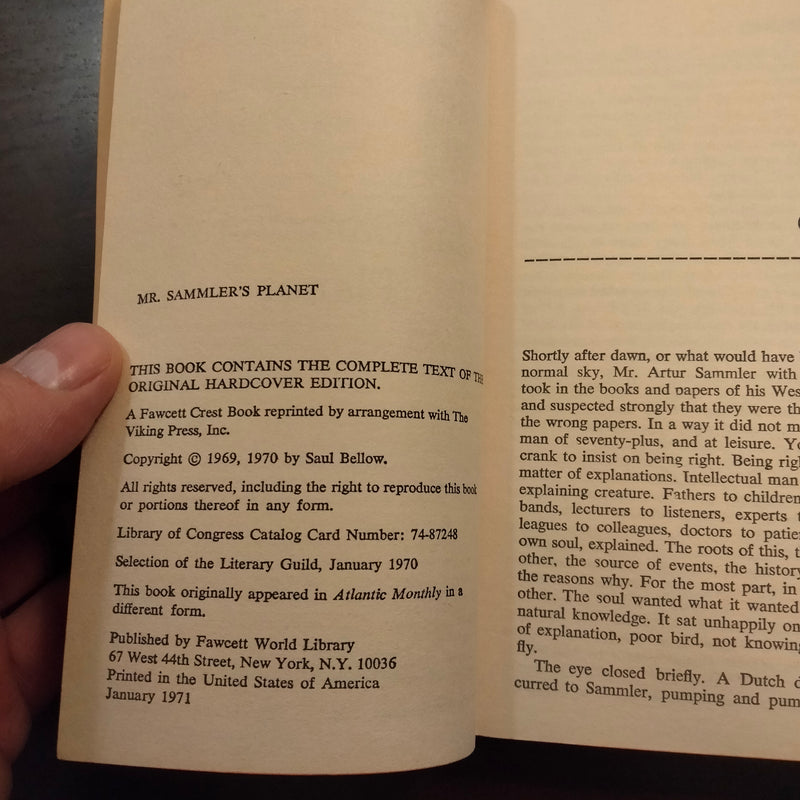 MR. SAMMLER'S PLANET
THIS BOOK CONTAINS THE COMPLETE TEXT OF THE
ORIGINAL HARDCOVER EDITION.
A Fawcett Crest Book reprinted by arrangement with The
Viking Press, Inc.
Copyright © 1969, 1970 by Saul Bellow.
All rights reserved, including the right to reproduce this book
or portions thereof in any form.
Library of Congress Catalog Card Number: 74-87248
Selection of the Literary Guild, January 1970
This book originally appeared in Atlantic Monthly in a
different form.
Published by Fawcett World Library
67 West 44th Street, New York, N.Y. 10036
Printed in the United States of America
January 1971
Shortly after dawn, or what would have
normal sky, Mr. Artur Sammler with
took in the books and papers of his
and suspected strongly that they were
the wrong papers. In a way it did not
man of seventy-plus, and at leisure.
crank to insist on being right. Being
matter of explanations. Intellectual man
explaining creature. Fathers to children
bands, lecturers to listeners, experts
leagues to colleagues, doctors to
own soul, explained. The roots of this,
other, the source of events, the history
the reasons why. For the most part, in
other. The soul wanted what it wanted
natural knowledge. It sat unhappily on
of explanation, poor bird, not knowing
fly.
The eye closed briefly. A Dutch
curred to Sammler, pumping and